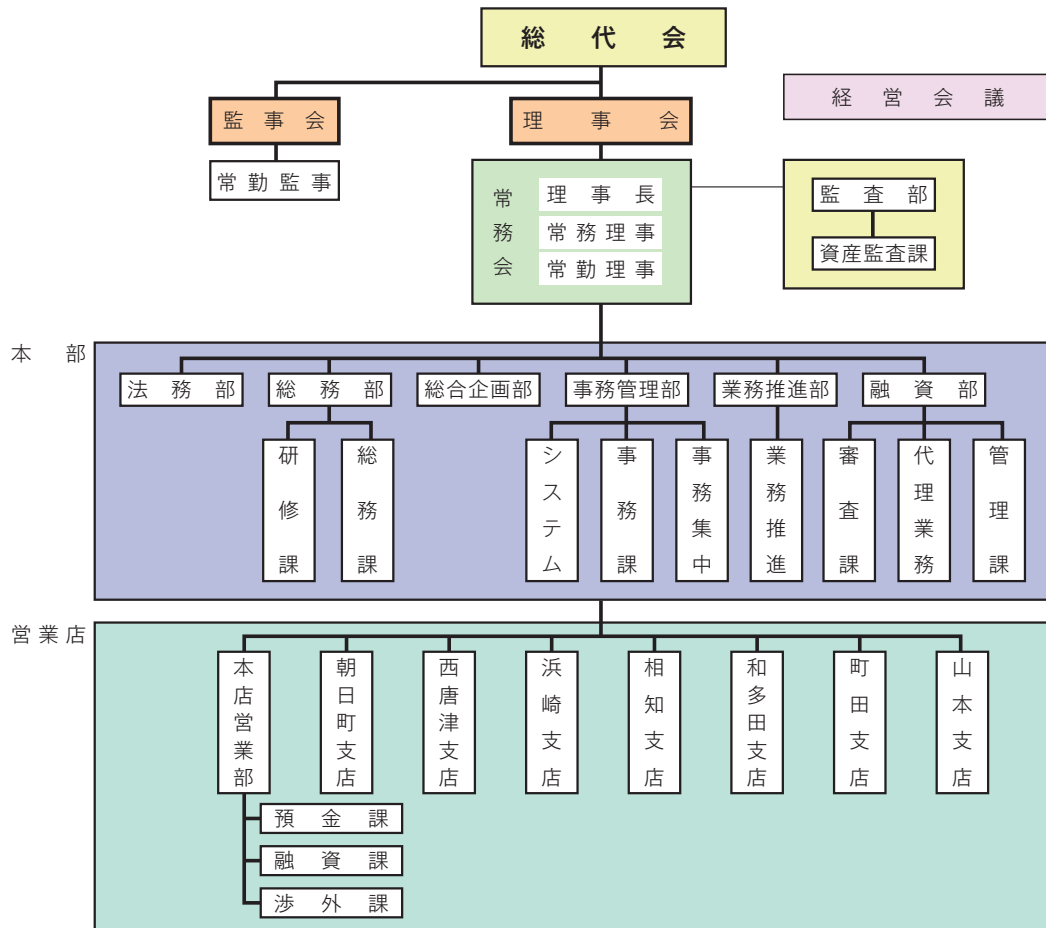 総代会
経営会議
監事会
理事会
常勤監事
常務会
理事長
常務理事
常勤理事
監査部
資産監査課
本部
法務部
総務部
総合企画部
事務管理部
業務推進部
融資部
研修課
総務課
システム
事務課
事務集中
業務推進
審査課
代理業務
管理課
営業店
本店営業部
朝日町支店
西唐津支店
浜崎支店
相知支店
和多田支店
町田支店
山本支店
預金課
融資課
渉外課